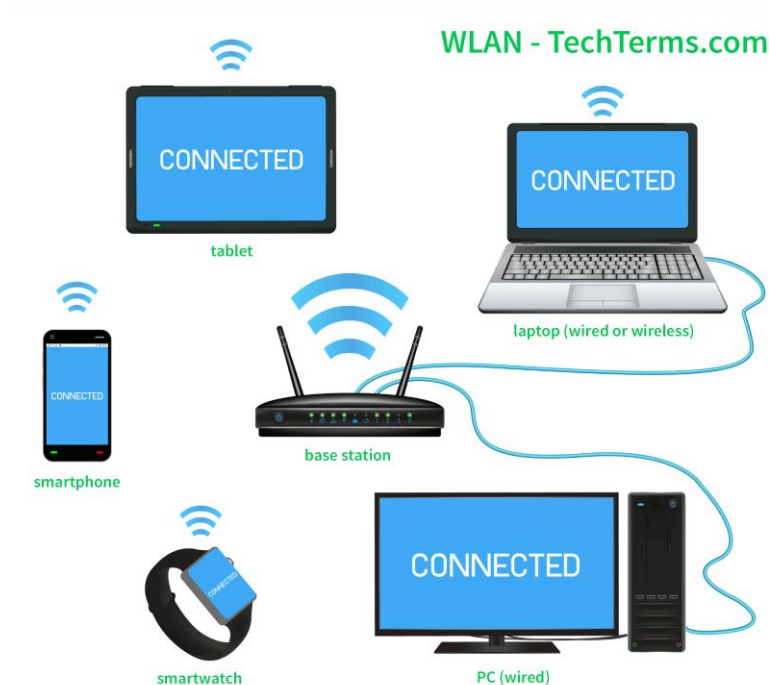 WLAN - TechTerms.com
CONNECTED
tablet
CONNECTED
laptop (wired or wireless)
CONNECTED
smartphone
base station
CONNECTED
smartwatch
CONNECTED
PC (wired)